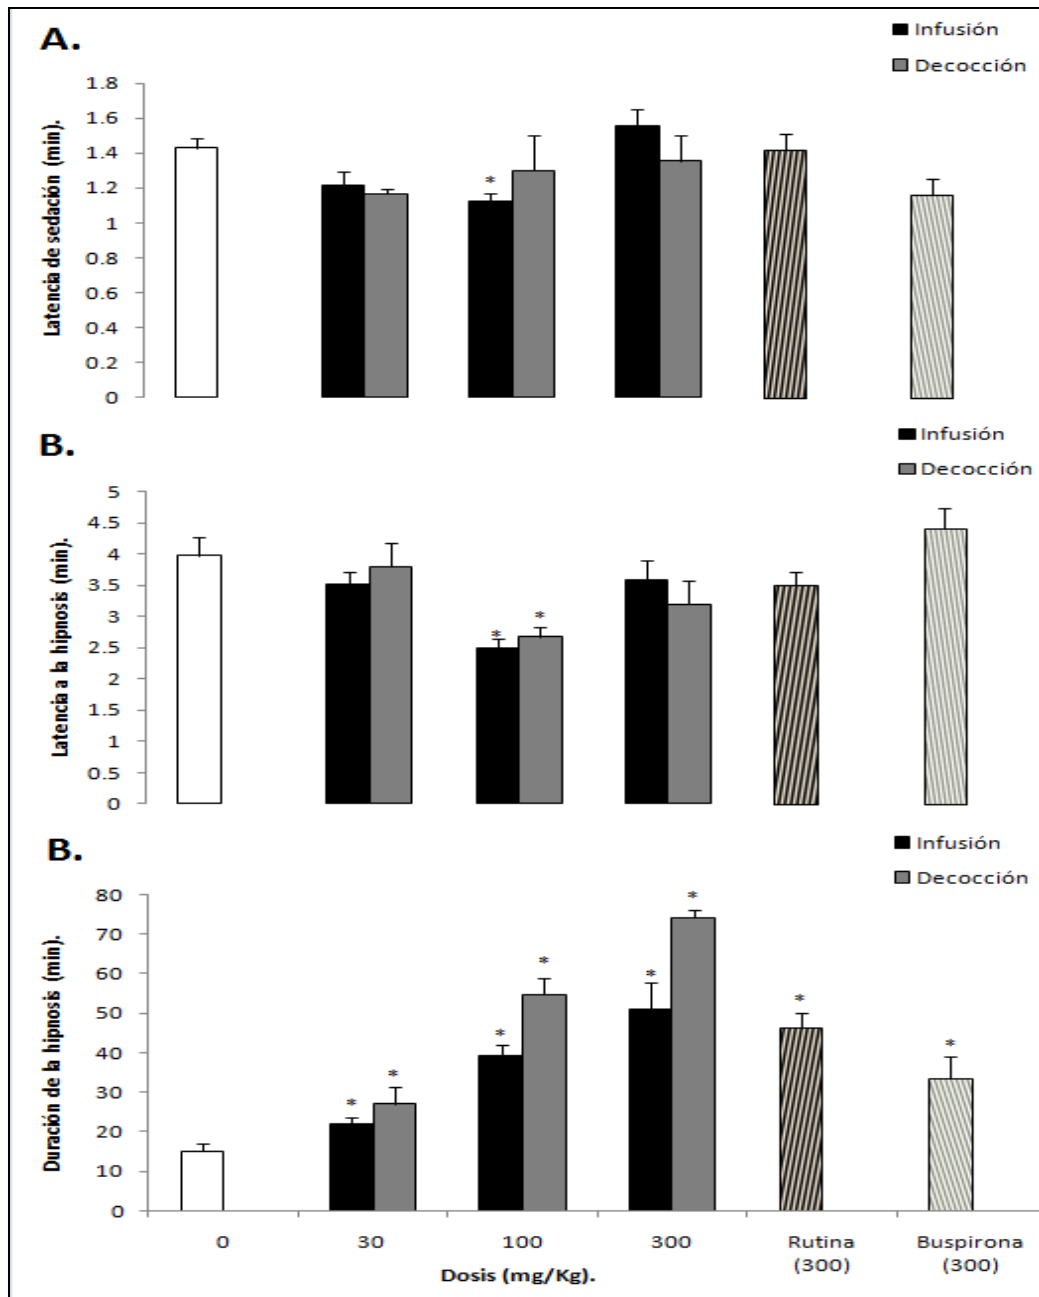 A.
Infusión
Decocción
Latencia de sedación (min).
1.8
1.6
1.4
1.2
1
0.8
0.6
0.4
0.2
0
*
B.
Infusión
Decocción
Latencia a la hipnosis (min).
5
4.5
4
3.5
3
2.5
2
1.5
1
0.5
0
* *
B.
Infusión
Decocción
Duración de la hipnosis (min).
80
70
60
50
40
30
20
10
0
* * * * * * * *
0 30 100 300 Rutina Buspirona
(300) (300)
Dosis (mg/Kg).